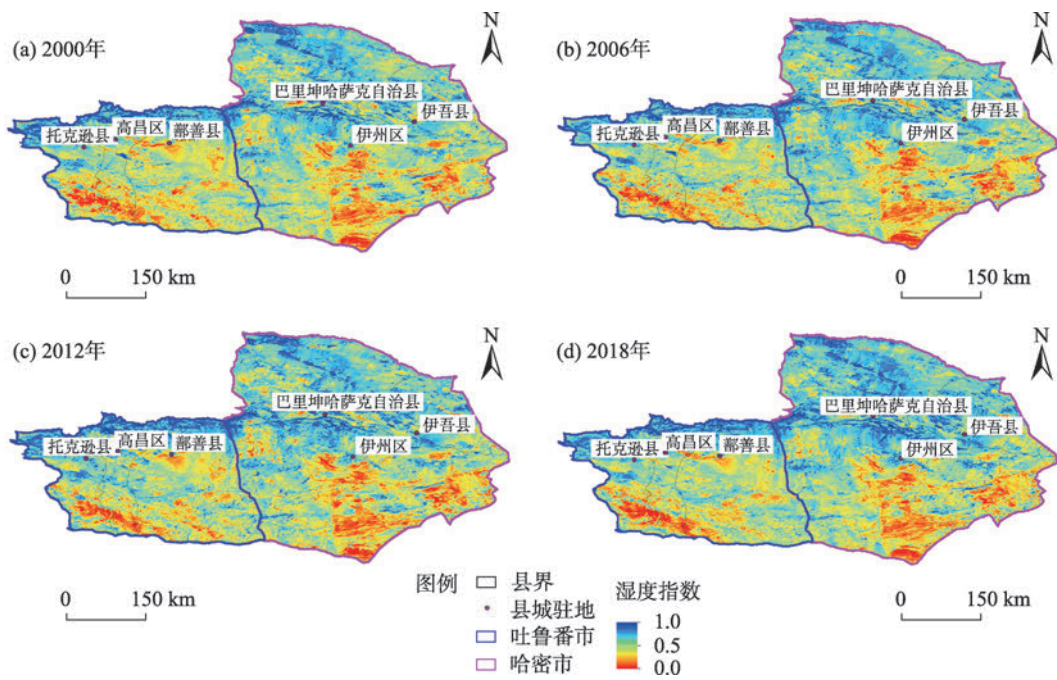 (a) 2000年
N
巴里坤哈萨克自治县
伊吾县
托克逊县
高昌区
鄯善县
伊州区
0 150 km
(b) 2006年
N
巴里坤哈萨克自治县
伊吾县
托克逊县
高昌区
鄯善县
伊州区
0 150 km
(c) 2012年
N
巴里坤哈萨克自治县
伊吾县
托克逊县
高昌区
鄯善县
伊州区
0 150 km
(d) 2018年
N
巴里坤哈萨克自治县
伊吾县
托克逊县
高昌区
鄯善县
伊州区
0 150 km
图例
县界
县城驻地
吐鲁番市
哈密市
湿度指数
1.0
0.5
0.0